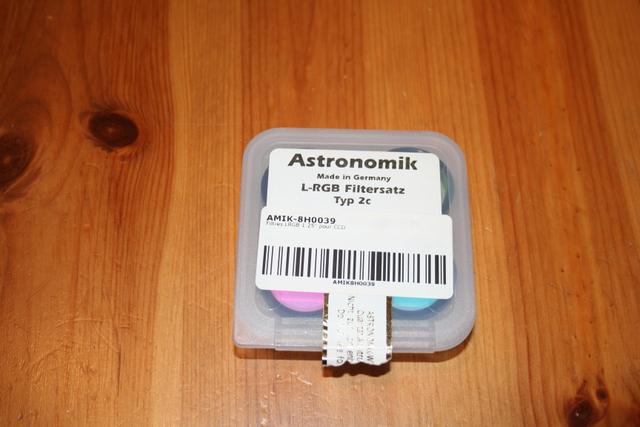 Astronomik
Made in Germany
L-RGB Filtersatz
Typ 2c
AMIK-8H0039
Filtres LRGB 1.25" pour CCD
AMIK8H0039